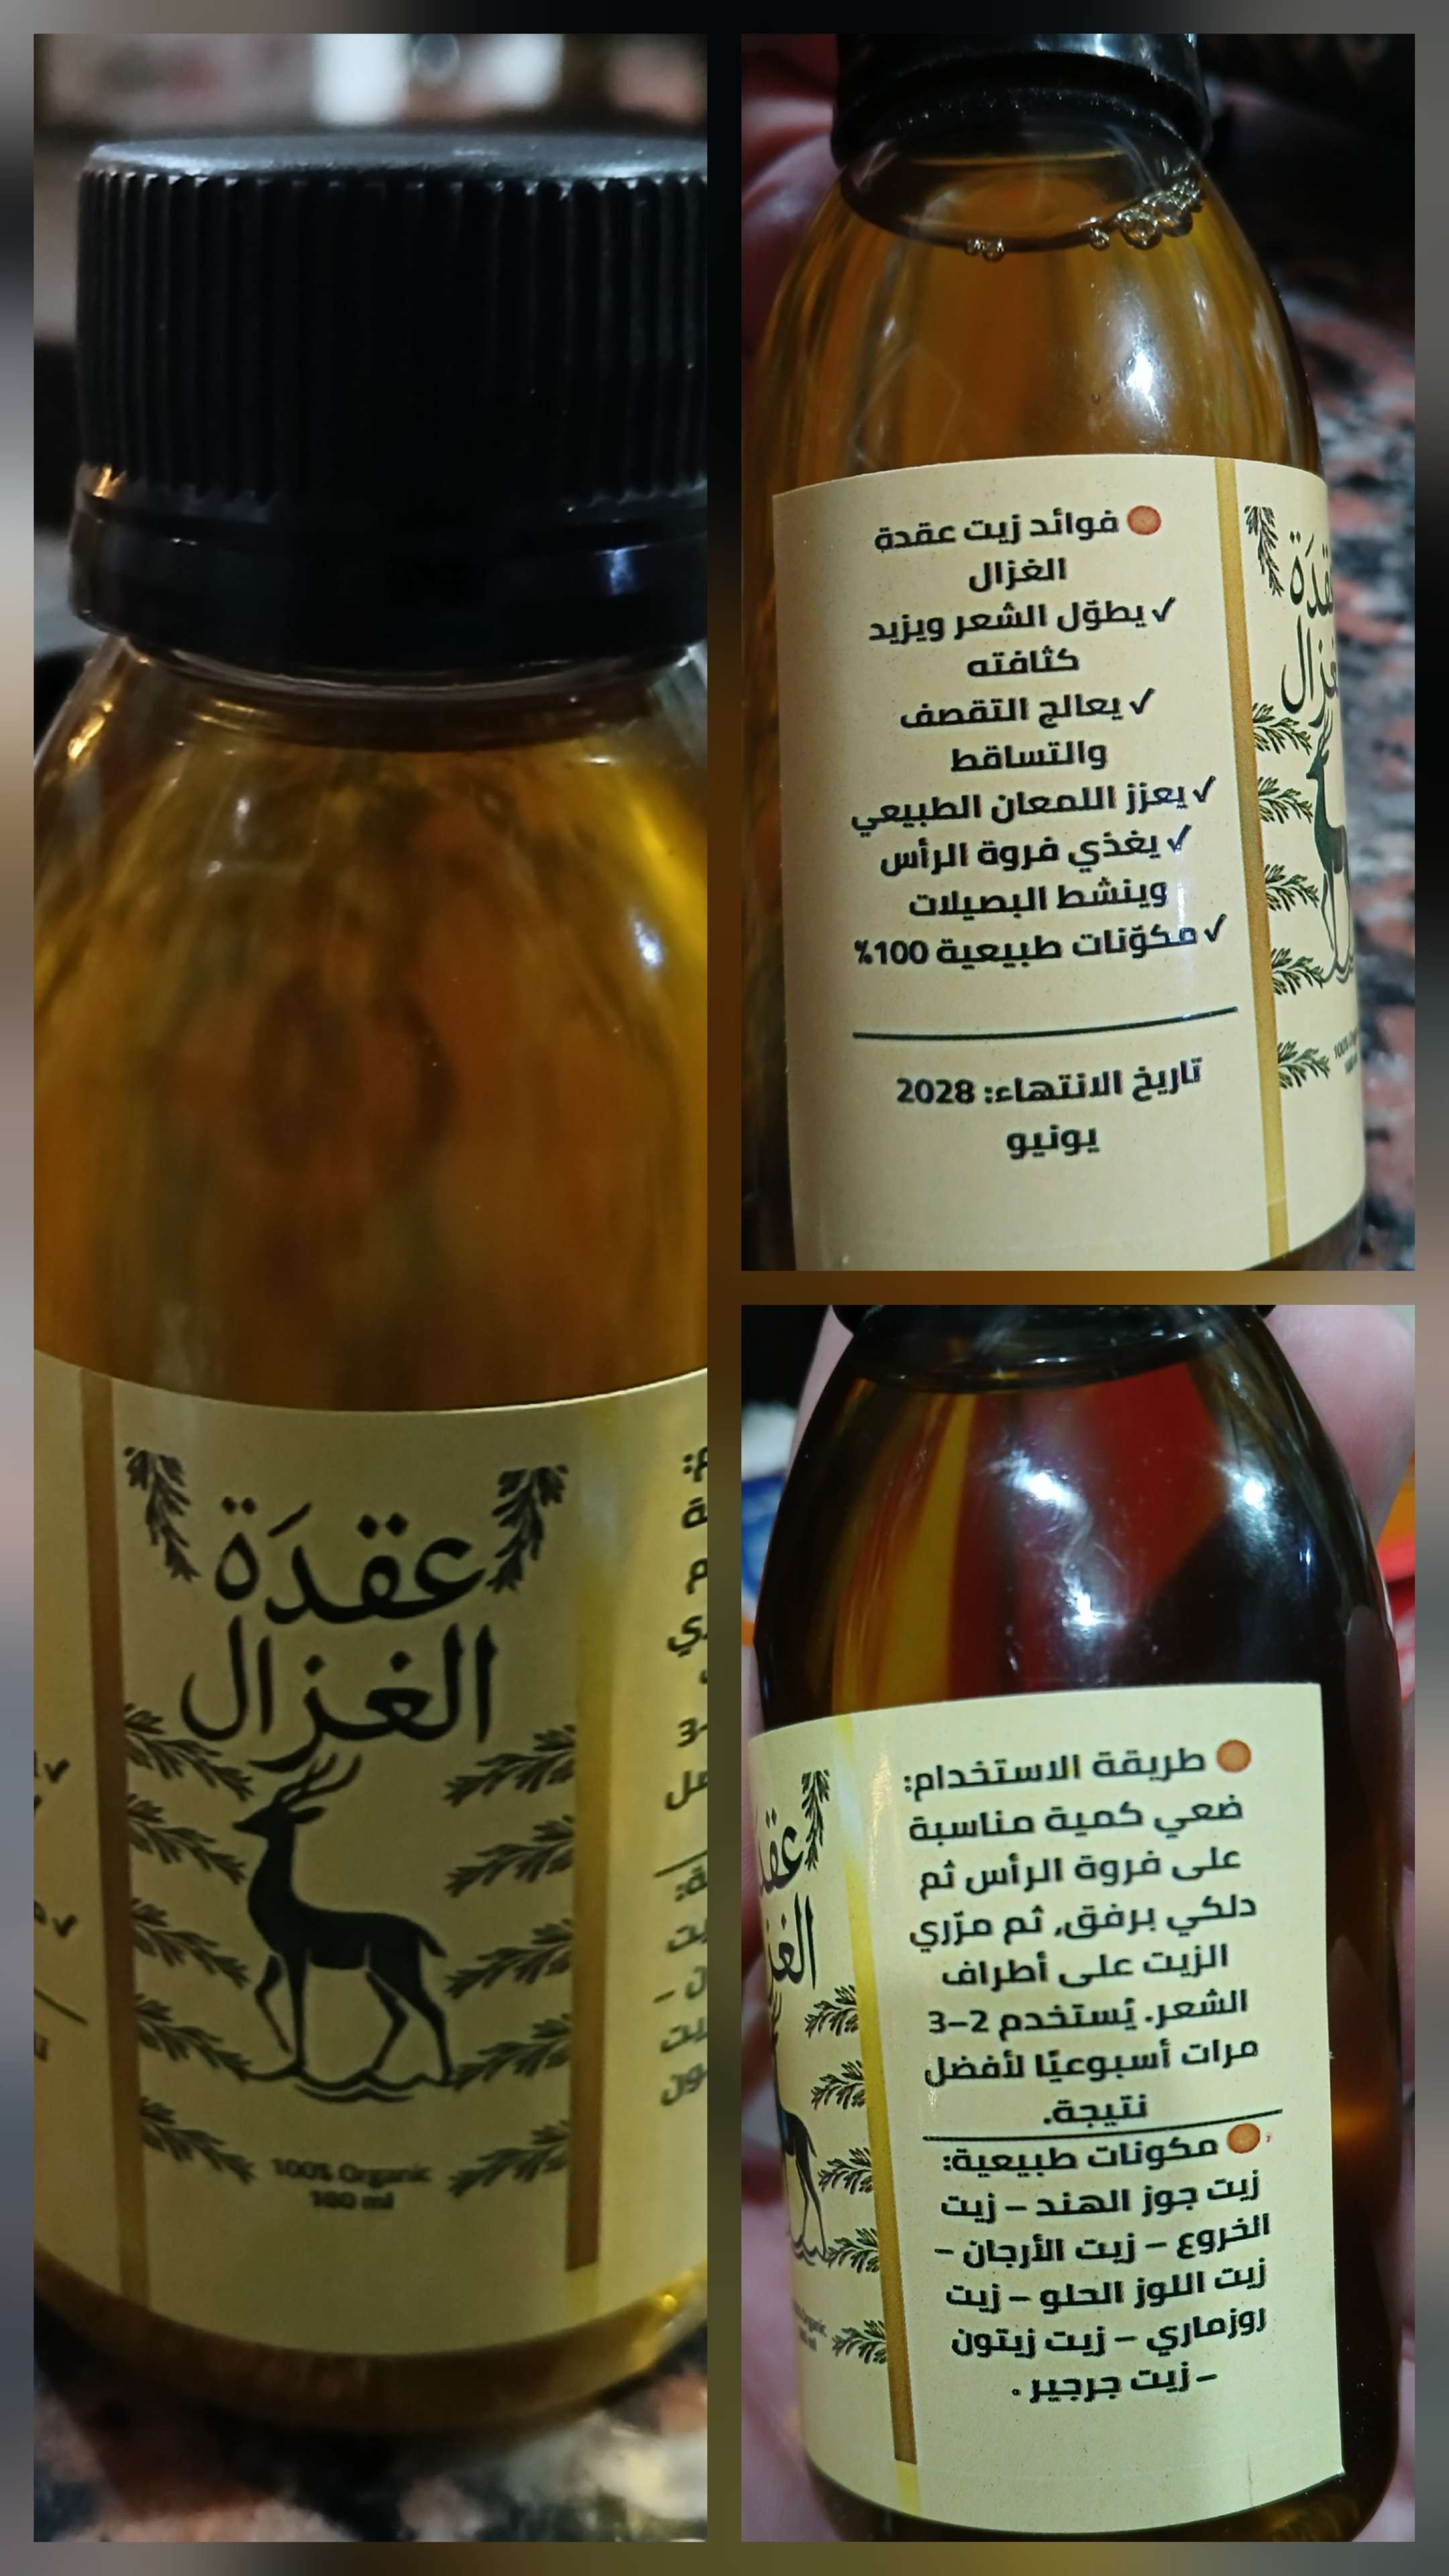 عقدَة
الغزال
100% Organic
100 ml
فوائد زيت عقدة
الغزال
✓ يطوّل الشعر ويزيد
كثافته
✓ يعالج التقصف
والتساقط
✓ يعزز اللمعان الطبيعي
✓ يغذي فروة الرأس
وينشط البصيلات
✓ مكوّنات طبيعية 100%
تاريخ الانتهاء: 2028
يونيو
طريقة الاستخدام:
ضعي كمية مناسبة
على فروة الرأس ثم
دلكي برفق، ثم مرّري
الزيت على أطراف
الشعر. يُستخدم 2–3
مرات أسبوعيًا لأفضل
نتيجة.
مكونات طبيعية:
زيت جوز الهند – زيت
الخروع – زيت الأرجان –
زيت اللوز الحلو – زيت
روزماري – زيت زيتون
– زيت جرجير .